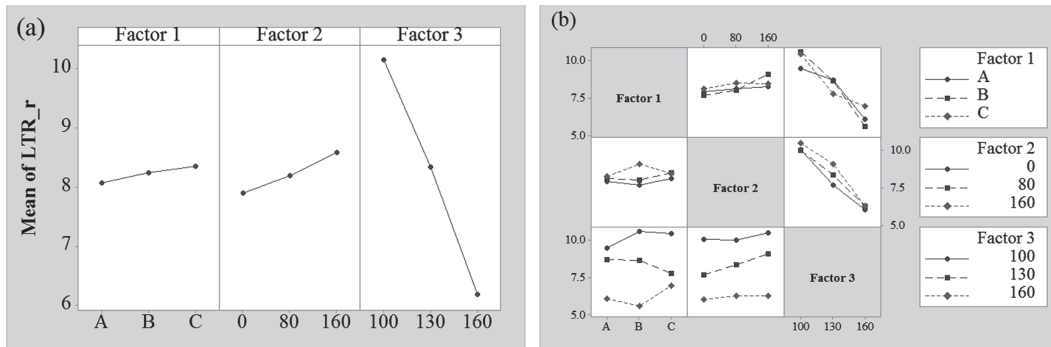 (a)
Factor 1 Factor 2 Factor 3
Mean of LTR_r
10
9
8
7
6
A B C 0 80 160 100 130 160
(b)
0 80 160
10.0
7.5
5.0
Factor 1
Factor 2
10.0
7.5
5.0
10.0
7.5
5.0
Factor 3
A B C 100 130 160
Factor 1
A
B
C
Factor 2
0
80
160
Factor 3
100
130
160